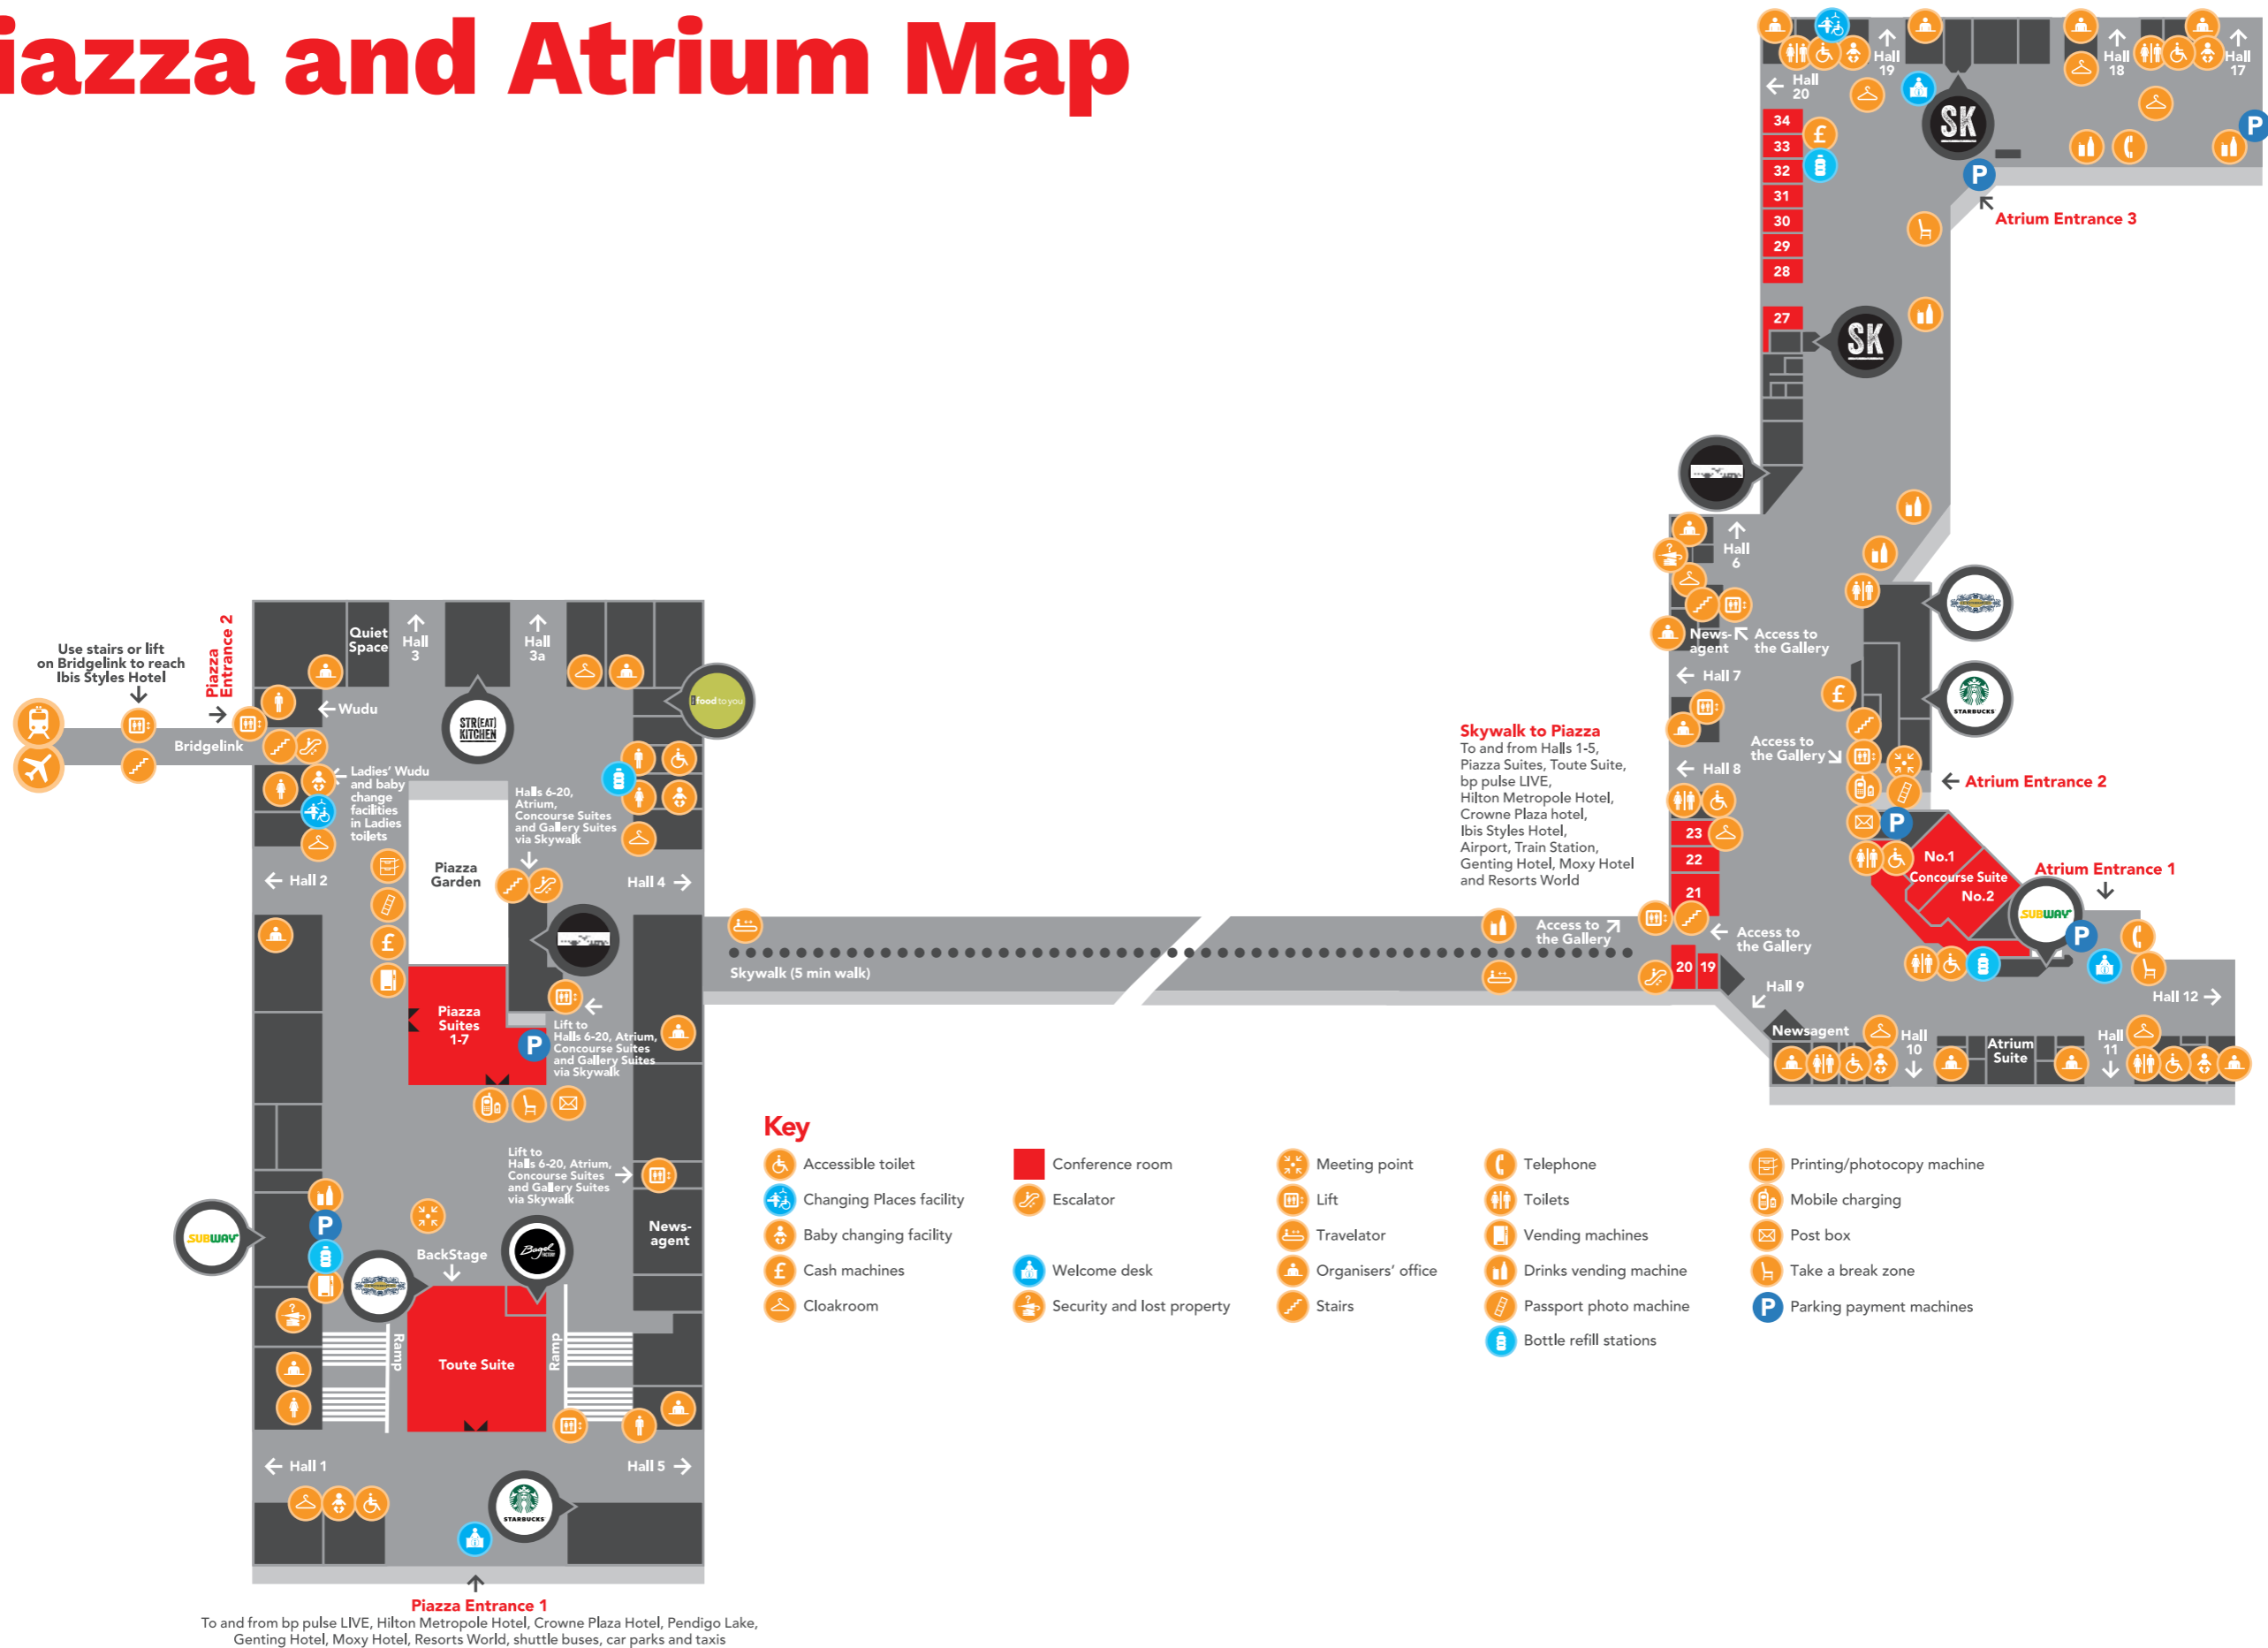 iazza and Atrium Map
Hall
19
Hall
18
Hall
17
Hall
20
34
33
32
31
30
29
28
27
SK
P
P
Atrium Entrance 3
SK
Hall
6
News-
agent
Access to
the Gallery
Hall 7
Hall 8
23
22
21
20
19
STARBUCKS
Access to
the Gallery
Atrium Entrance 2
P
No.1
Concourse Suite
No.2
Atrium Entrance 1
SUBWAY
P
Skywalk to Piazza
To and from Halls 1-5,
Piazza Suites, Toute Suite,
bp pulse LIVE,
Hilton Metropole Hotel,
Crowne Plaza hotel,
Ibis Styles Hotel,
Airport, Train Station,
Genting Hotel, Moxy Hotel
and Resorts World
Access to
the Gallery
Access to
the Gallery
Hall 9
Hall 12
Newsagent
Hall
10
Atrium
Suite
Hall
11
Use stairs or lift
on Bridgelink to reach
Ibis Styles Hotel
Piazza
Entrance 2
Bridgelink
Quiet
Space
Hall
3
Hall
3a
Wudu
STR(EAT)
KITCHEN
food to you
Ladies' Wudu
and baby
change
facilities
in Ladies
toilets
Halls 6-20,
Atrium,
Concourse Suites
and Gallery Suites
via Skywalk
Piazza
Garden
Hall 2
Hall 4
Skywalk (5 min walk)
Piazza
Suites
1-7
P
Lift to
Halls 6-20, Atrium,
Concourse Suites
and Gallery Suites
via Skywalk
Lift to
Halls 6-20, Atrium,
Concourse Suites
and Gallery Suites
via Skywalk
News-
agent
SUBWAY
P
BackStage
Bagel
Ramp
Toute Suite
Ramp
Hall 1
Hall 5
STARBUCKS
Piazza Entrance 1
To and from bp pulse LIVE, Hilton Metropole Hotel, Crowne Plaza Hotel, Pendigo Lake,
Genting Hotel, Moxy Hotel, Resorts World, shuttle buses, car parks and taxis
Key
Accessible toilet
Changing Places facility
Baby changing facility
£ Cash machines
Cloakroom
Conference room
Escalator
Welcome desk
Security and lost property
Meeting point
Lift
Travelator
Organisers' office
Stairs
Telephone
Toilets
Vending machines
Drinks vending machine
Passport photo machine
Bottle refill stations
Printing/photocopy machine
Mobile charging
Post box
Take a break zone
P Parking payment machines